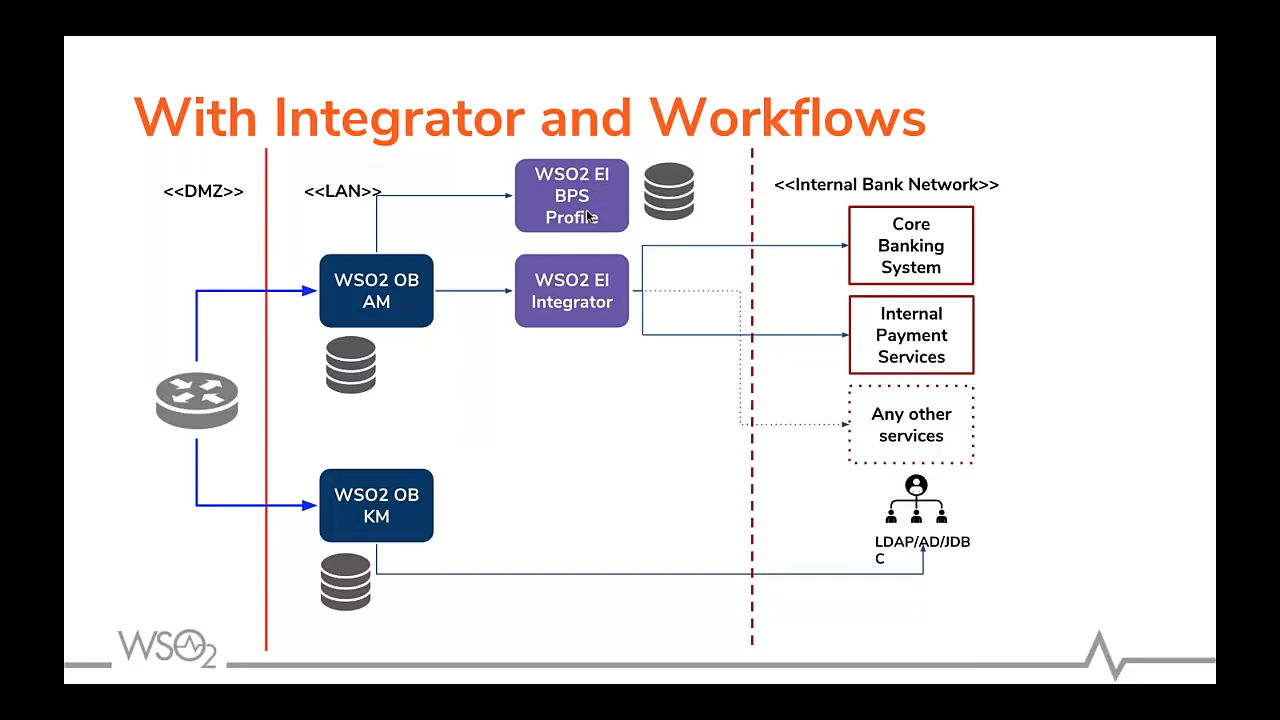 With Integrator and Workflows
<<DMZ>>
<<LAN>>
WSO2 EI
BPS
Profile
<<Internal Bank Network>>
Core
Banking
System
WSO2 OB
AM
WSO2 EI
Integrator
Internal
Payment
Services
Any other
services
WSO2 OB
KM
LDAP/AD/JDB
C
WSO2